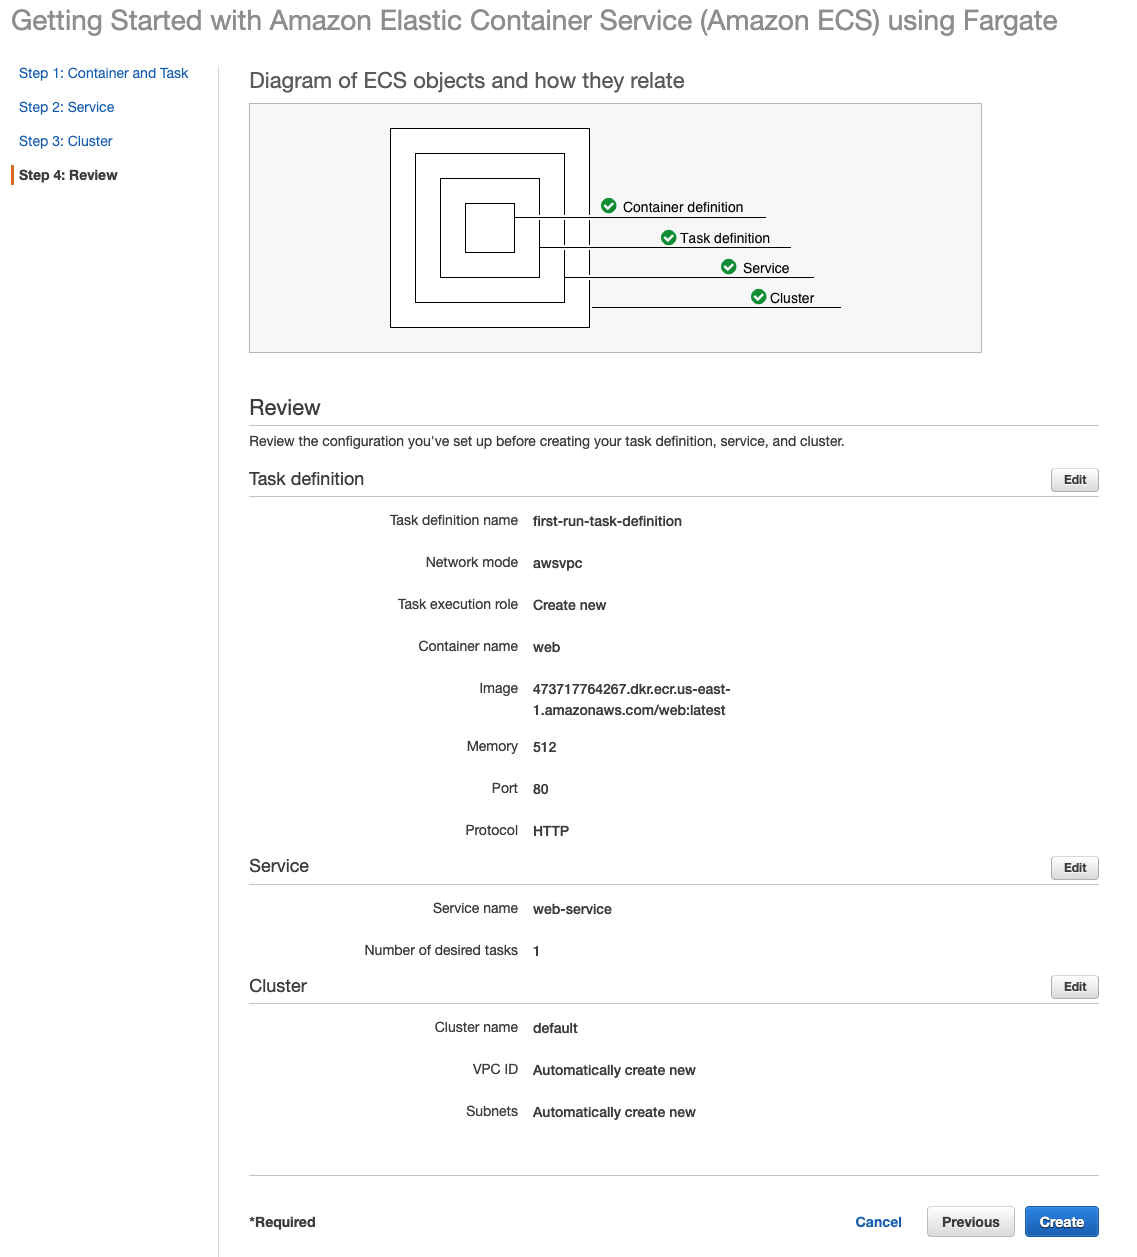 Getting Started with Amazon Elastic Container Service (Amazon ECS) using Fargate
Step 1: Container and Task
Step 2: Service
Step 3: Cluster
Step 4: Review
Diagram of ECS objects and how they relate
Container definition
Task definition
Service
Cluster
Review
Review the configuration you've set up before creating your task definition, service, and cluster.
Task definition Edit
Task definition name first-run-task-definition
Network mode awsvpc
Task execution role Create new
Container name web
Image 473717764267.dkr.ecr.us-east-
1.amazonaws.com/web:latest
Memory 512
Port 80
Protocol HTTP
Service Edit
Service name web-service
Number of desired tasks 1
Cluster Edit
Cluster name default
VPC ID Automatically create new
Subnets Automatically create new
*Required Cancel Previous Create